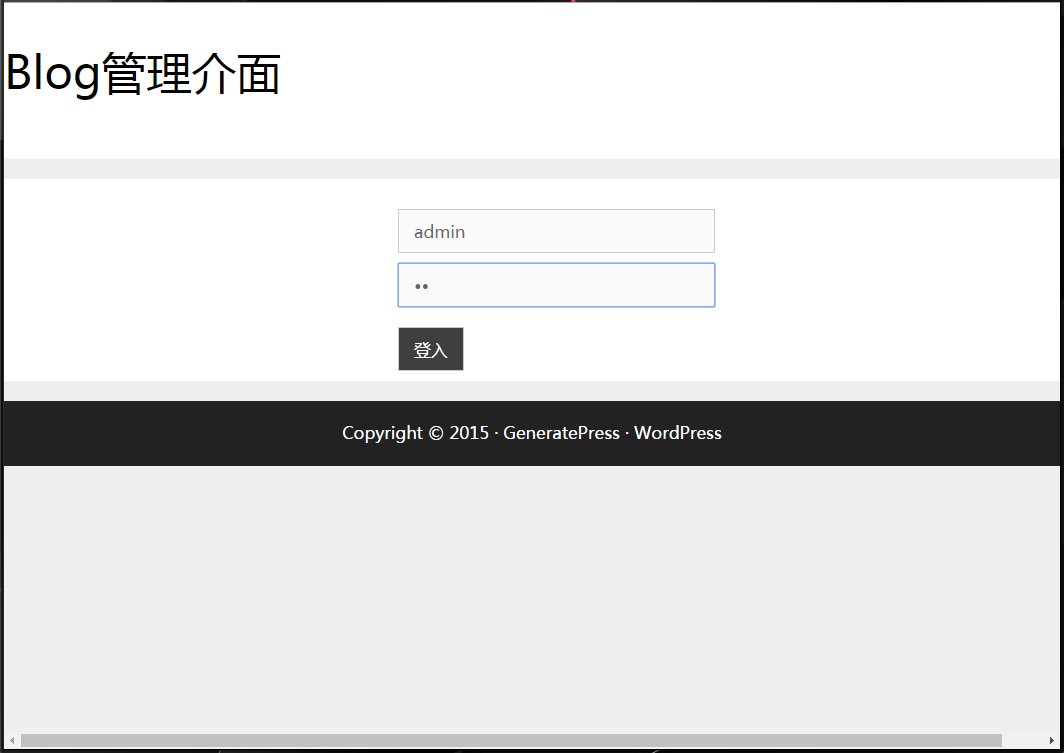 Blog管理介面
admin
••
登入
Copyright © 2015 · GeneratePress · WordPress